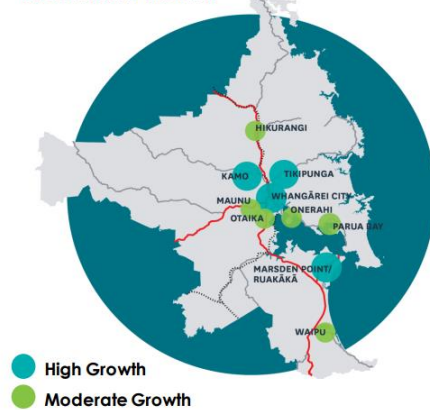 HIKURANGI
KAMO
TIKIPUNGA
WHANGĀREI CITY
MAUNU
ONERAHI
OTAIKA
PARUA BAY
MARSDEN POINT/
RUAKĀKĀ
WAIPU
High Growth
Moderate Growth